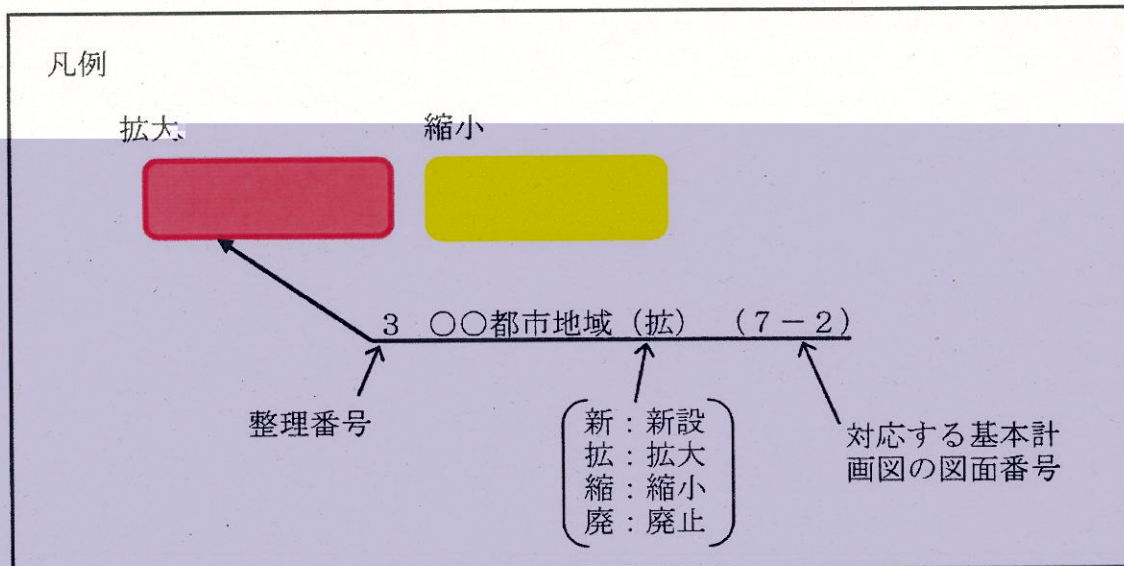 凡例
拡大
縮小
3 ○○都市地域（拡） （７－２）
整理番号
新：新設
拡：拡大
縮：縮小
廃：廃止
対応する基本計
画図の図面番号